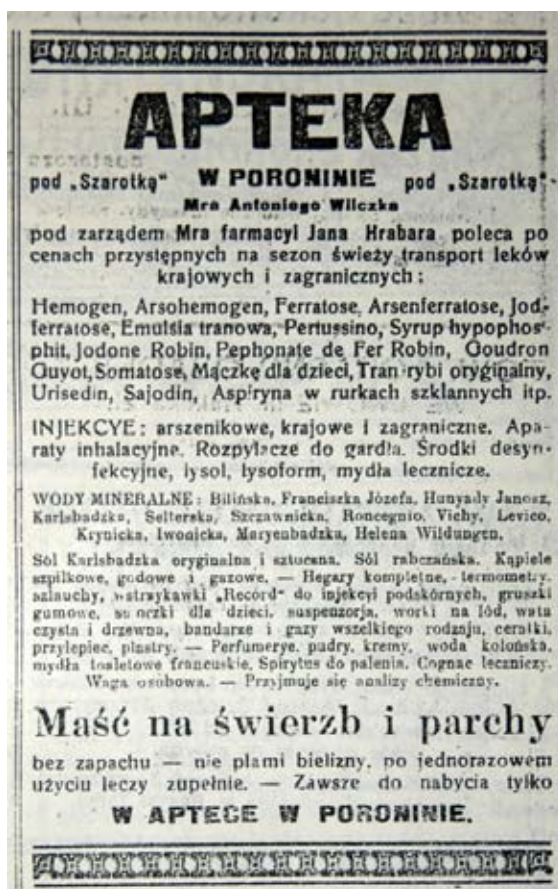 APTEKA
pod „Szarotką“ W PORONINIE pod „Szarotką“
Mra Antoniego Wilczka
pod zarządem Mra farmacyi Jana Hrabara poleca po
cenach przystępnych na sezon świeży transport leków
krajowych i zagranicznych:
Hemogen, Arsohemogen, Ferratose, Arsenferratose, Jod-
ferratose, Emulsia tranowa, Pertussino, Syrup hypophos-
phit, Jodone Robin, Pephonate de Fer Robin, Goudron
Guyot, Somatose, Mączkę dla dzieci, Tran rybi oryginalny,
Urisedin, Sajodin, Aspiryna w rurkach szklannych itp.
INJEKCYE: arszenikowe, krajowe i zagraniczne. Apa-
raty inhalacyjne. Rozpylacze do gardła. Środki desyn-
fekcyjne, lysol, lysoform, mydła lecznicze.
WODY MINERALNE: Bilińska, Franciszka Józefa, Hunyady Janosz,
Karlsbadzka, Selterska, Szczawnicka, Roncegnio, Vichy, Levico,
Krynicka, Iwonicka, Maryenbadzka, Helena Wildungen,
Sól Karlsbadzka oryginalna i sztuczna. Sól rabczańska. Kąpiele
szpilkowe, godowe i gazowe. — Hegary kompletne, termometry,
szlauchy, wstrzykawki „Record“ do injekcyi podskórnych, gruszki
gumowe, smoczki dla dzieci, suspenzorja, worki na lód, wata
czysta i drzewna, bandarze i gazy wszelkiego rodzaju, ceratki,
przylepiec, plastry. — Perfumerye, pudry, kremy, woda kolońska,
mydła toaletowe francuskie, Spirytus do palenia, Cognac leczniczy.
Waga osobowa. — Przyjmuje się analizy chemiczny.
Maść na świerzb i parchy
bez zapachu — nie plami bielizny, po jednorazowem
użyciu leczy zupełnie. — Zawsze do nabycia tylko
W APTECE W PORONINIE.